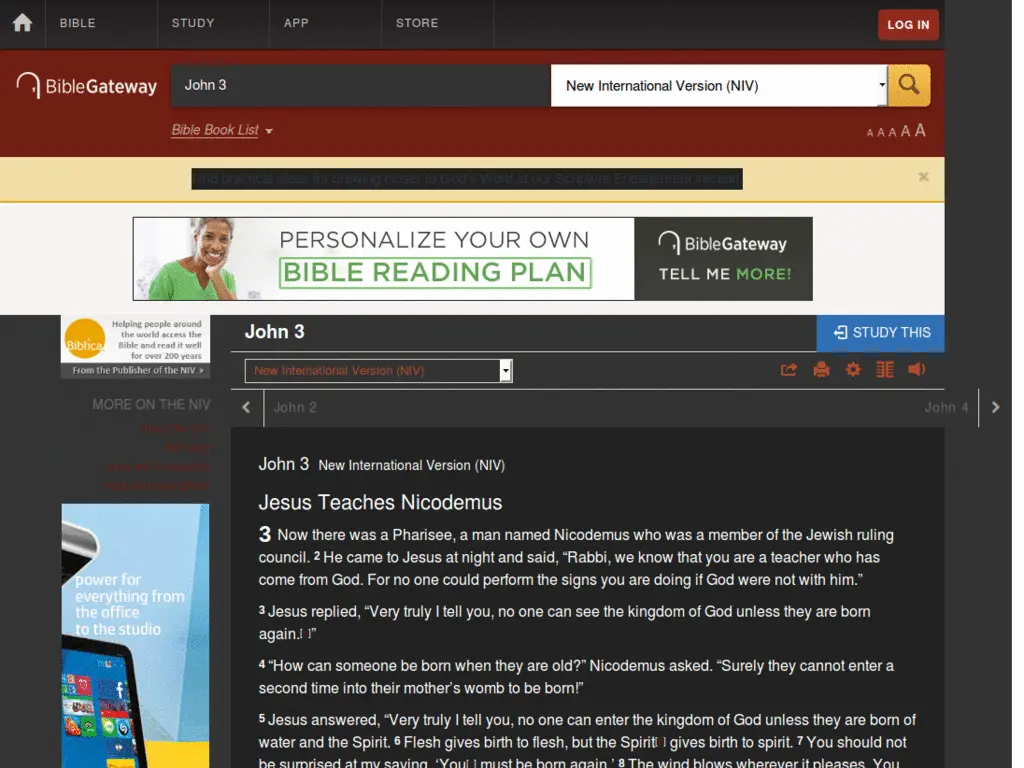 BIBLE STUDY APP STORE LOG IN
BibleGateway John 3 New International Version (NIV)
Bible Book List A A A A A
Find practical ideas for drawing closer to God's World at our Scripture Engagement section
PERSONALIZE YOUR OWN
BIBLE READING PLAN
BibleGateway
TELL ME MORE!
Helping people around
the world access the
Bible and read it well
for over 200 years
Biblica
From the Publisher of the NIV >
John 3 STUDY THIS
New International Version (NIV)
MORE ON THE NIV
John 2 John 4
John 3 New International Version (NIV)
Jesus Teaches Nicodemus
3 Now there was a Pharisee, a man named Nicodemus who was a member of the Jewish ruling
council. 2 He came to Jesus at night and said, “Rabbi, we know that you are a teacher who has
come from God. For no one could perform the signs you are doing if God were not with him.”
3 Jesus replied, “Very truly I tell you, no one can see the kingdom of God unless they are born
again.[ ]”
4 “How can someone be born when they are old?” Nicodemus asked. “Surely they cannot enter a
second time into their mother’s womb to be born!”
5 Jesus answered, “Very truly I tell you, no one can enter the kingdom of God unless they are born of
water and the Spirit. 6 Flesh gives birth to flesh, but the Spirit[ ] gives birth to spirit. 7 You should not
be surprised at my saying, ‘You[ ] must be born again.’ 8 The wind blows wherever it pleases. You
power for
everything from
the office
to the studio